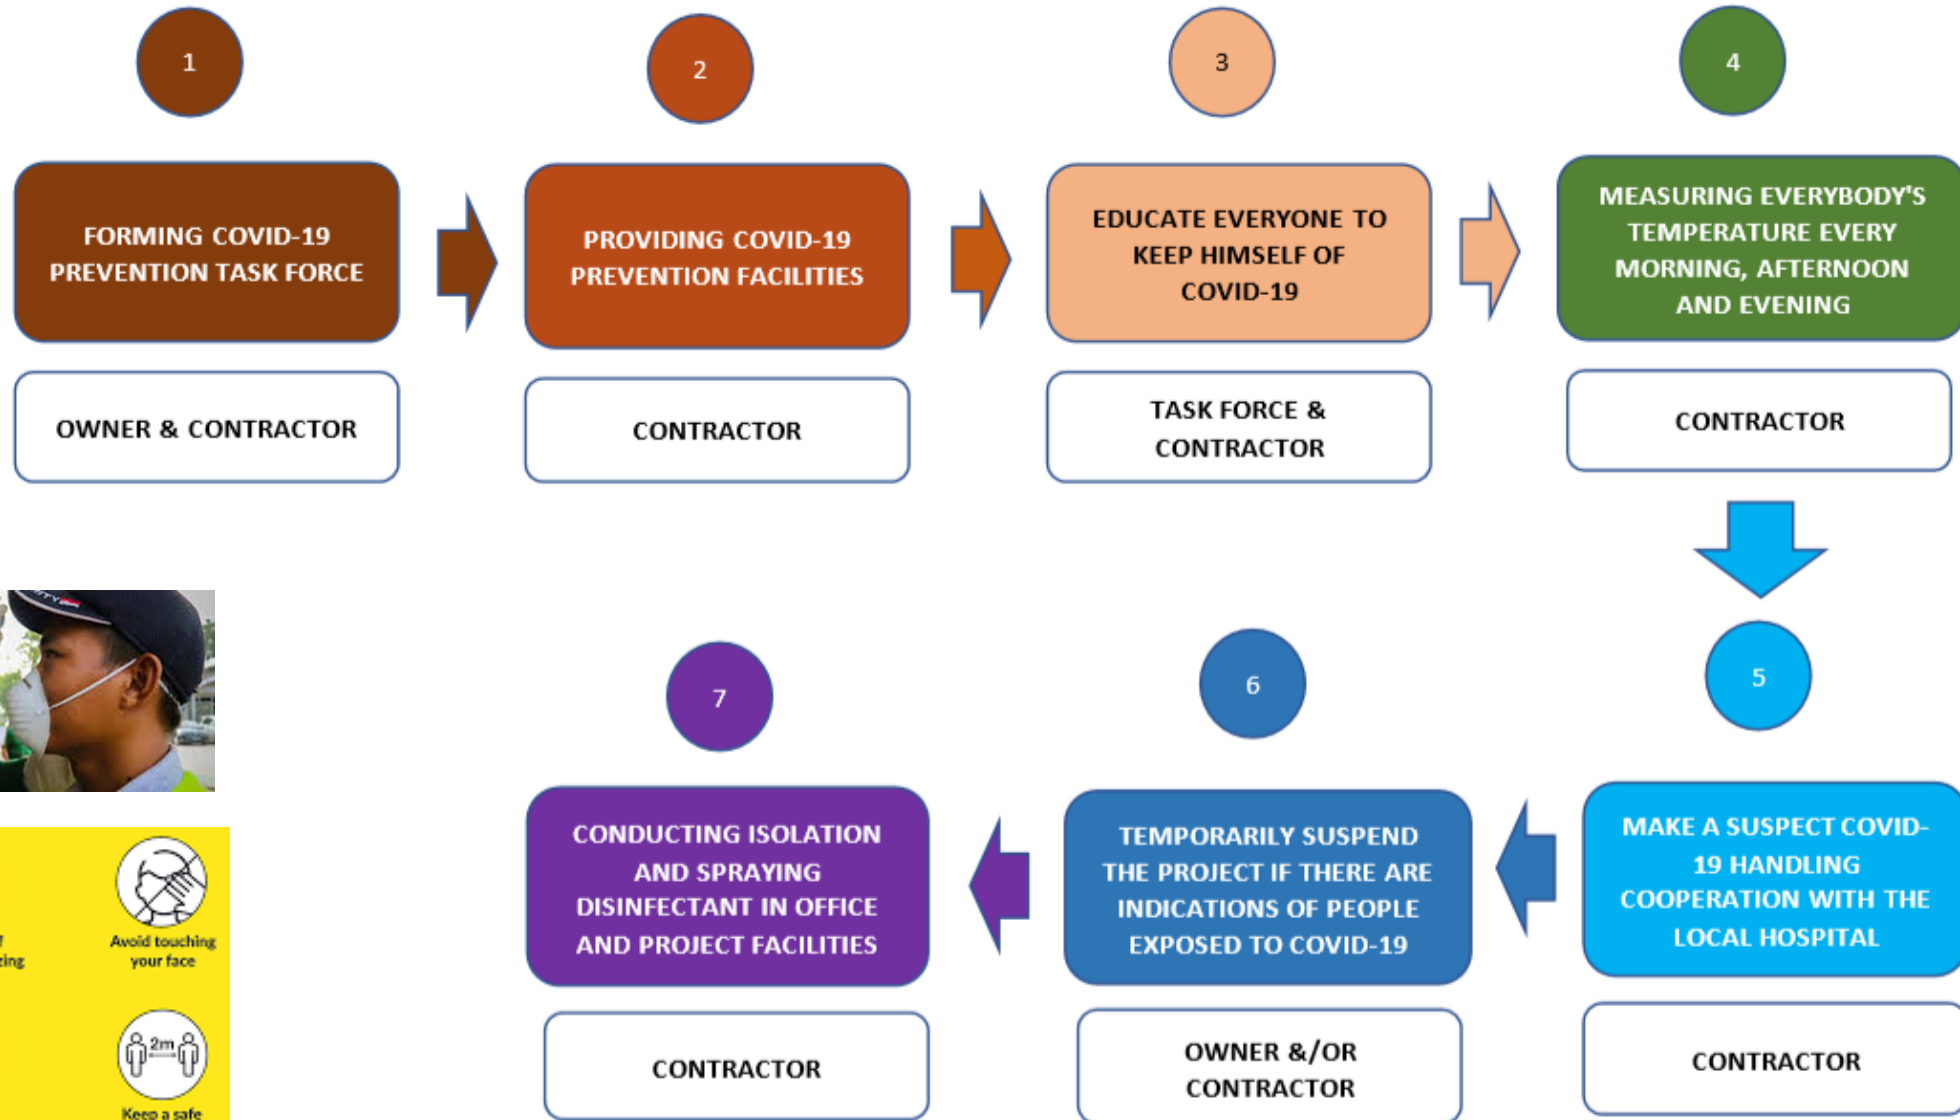 1
2
3
4
FORMING COVID-19
PREVENTION TASK FORCE
PROVIDING COVID-19
PREVENTION FACILITIES
EDUCATE EVERYONE TO
KEEP HIMSELF OF
COVID-19
MEASURING EVERYBODY'S
TEMPERATURE EVERY
MORNING, AFTERNOON
AND EVENING
OWNER & CONTRACTOR
CONTRACTOR
TASK FORCE &
CONTRACTOR
CONTRACTOR
7
6
5
CONDUCTING ISOLATION
AND SPRAYING
DISINFECTANT IN OFFICE
AND PROJECT FACILITIES
TEMPORARILY SUSPEND
THE PROJECT IF THERE ARE
INDICATIONS OF PEOPLE
EXPOSED TO COVID-19
MAKE A SUSPECT COVID-
19 HANDLING
COOPERATION WITH THE
LOCAL HOSPITAL
CONTRACTOR
OWNER &/OR
CONTRACTOR
CONTRACTOR
Avoid touching
your face
2m
Keep a safe